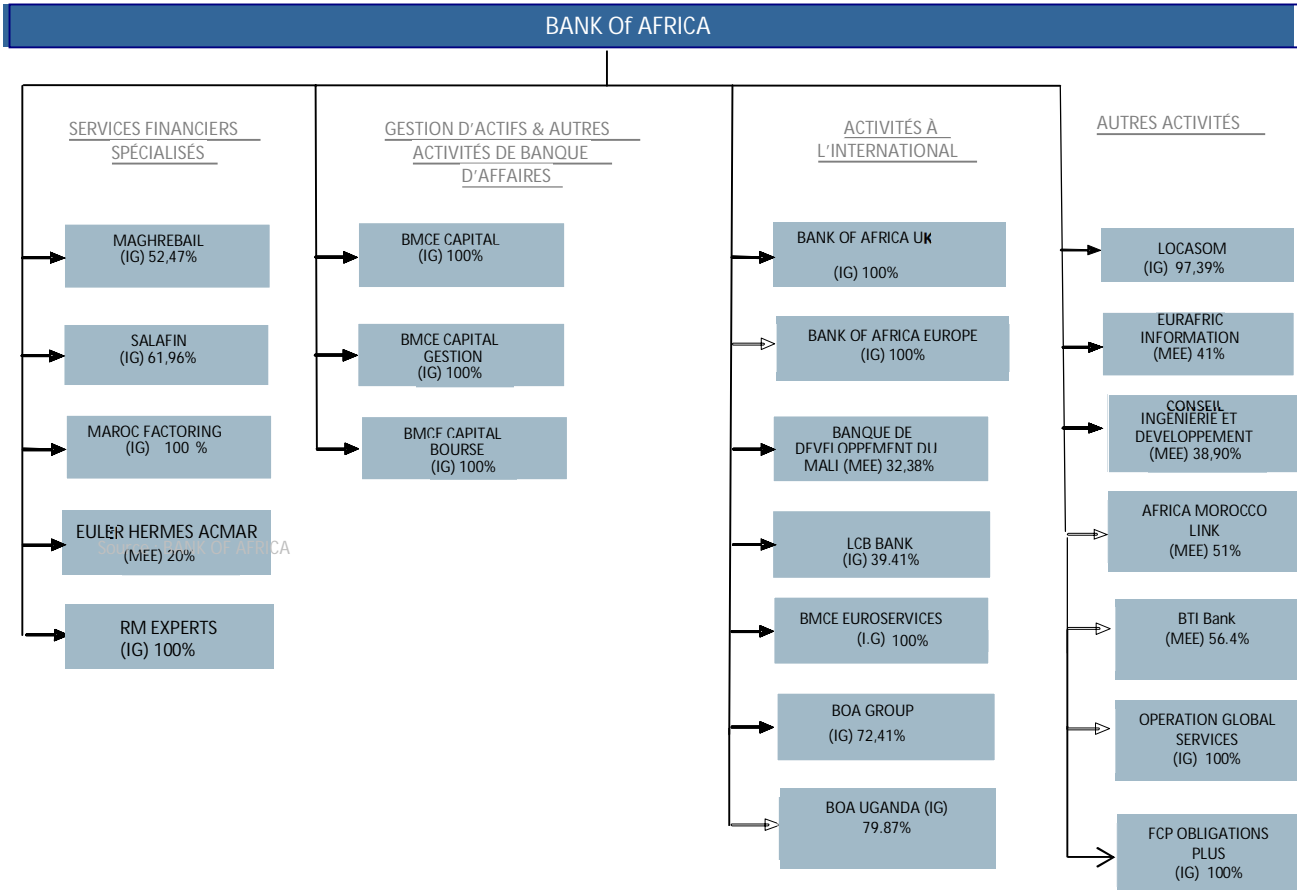 BANK Of AFRICA
SERVICES FINANCIERS
SPÉCIALISÉS
MAGHREBAIL
(IG) 52,47%
SALAFIN
(IG) 61,96%
MAROC FACTORING
(IG) 100 %
EULER HERMES ACMAR
(MEE) 20%
Source : BANK OF AFRICA
RM EXPERTS
(IG) 100%
GESTION D'ACTIFS & AUTRES
ACTIVITÉS DE BANQUE
D'AFFAIRES
BMCE CAPITAL
(IG) 100%
BMCE CAPITAL
GESTION
(IG) 100%
BMCE CAPITAL
BOURSE
(IG) 100%
ACTIVITÉS À
L'INTERNATIONAL
BANK OF AFRICA UK
(IG) 100%
BANK OF AFRICA EUROPE
(IG) 100%
BANQUE DE
DEVELOPPEMENT DU
MALI (MEE) 32,38%
LCB BANK
(IG) 39.41%
BMCE EUROSERVICES
(I.G) 100%
BOA GROUP
(IG) 72,41%
BOA UGANDA (IG)
79.87%
AUTRES ACTIVITÉS
LOCASOM
(IG) 97,39%
EURAFRIC
INFORMATION
(MEE) 41%
CONSEIL
INGENIERIE ET
DEVELOPPEMENT
(MEE) 38,90%
AFRICA MOROCCO
LINK
(MEE) 51%
BTI Bank
(MEE) 56.4%
OPERATION GLOBAL
SERVICES
(IG) 100%
FCP OBLIGATIONS
PLUS
(IG) 100%